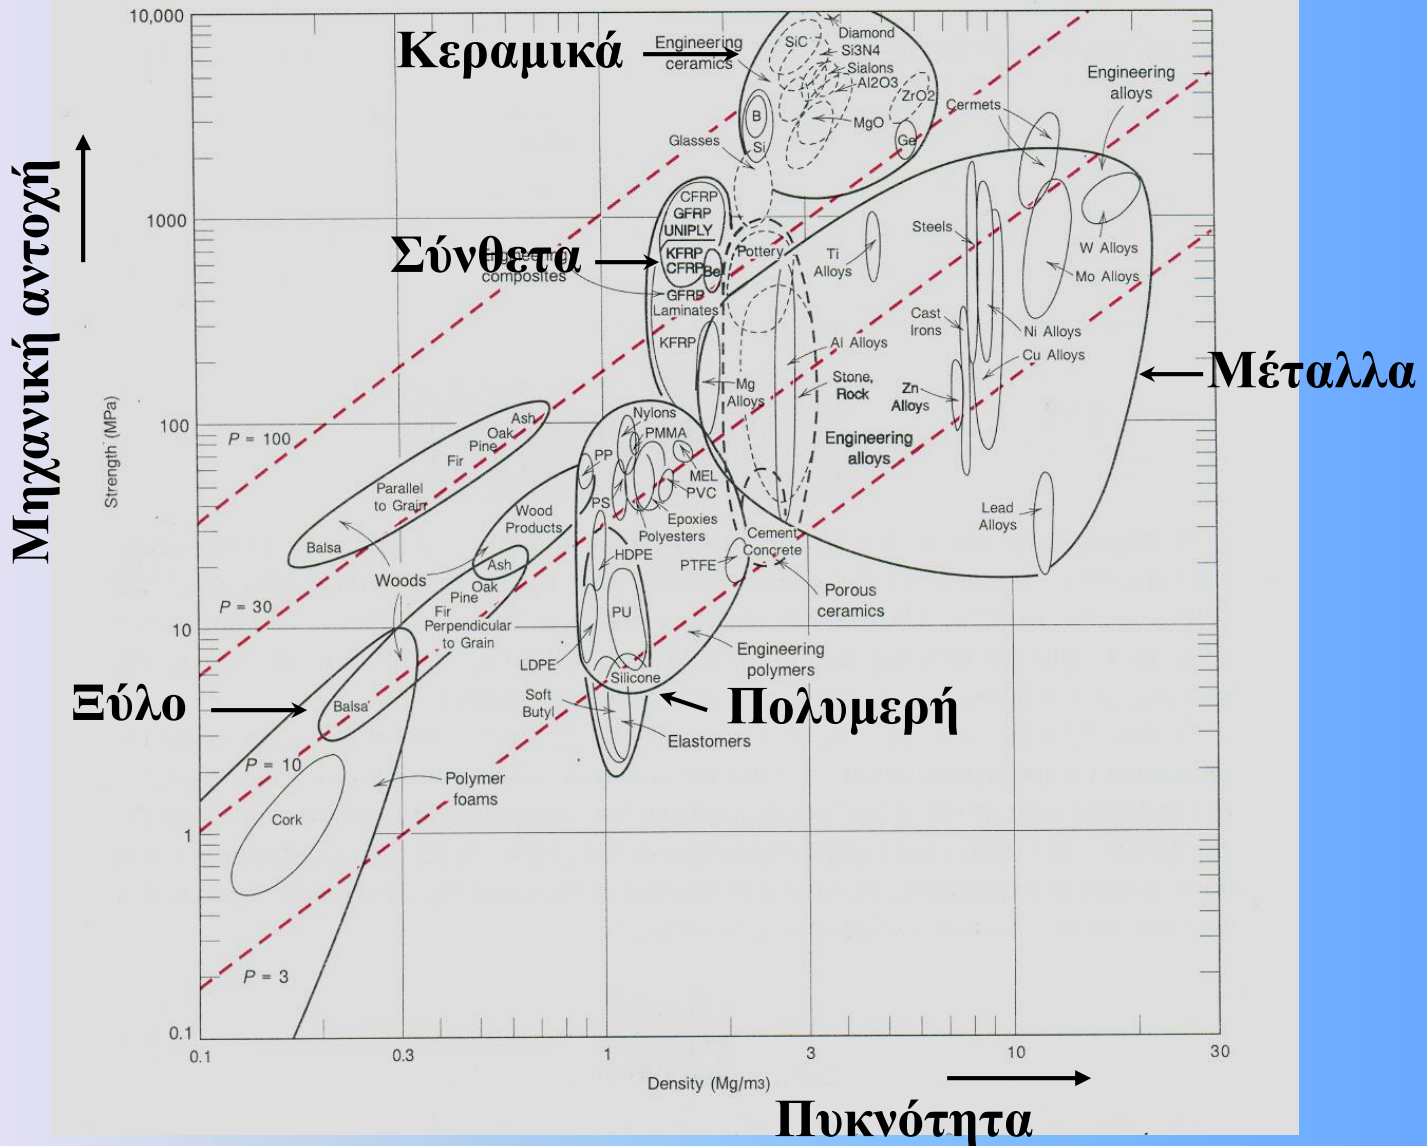 10,000
Κεραμικά
Engineering
ceramics
SiC
Diamond
Si3N4
Sialons
Al2O3
ZrO2
Engineering
alloys
Cermets
B
MgO
Ge
Si
Glasses
Μηχανική αντοχή
1000
CFRP
GFRP
UNIPLY
Σύνθετα
Engineering
composites
KFRP
CFRP
Be
GFRP
Laminates
KFRP
Pottery
Ti
Alloys
Steels
W Alloys
Mo Alloys
Cast
Irons
Ni Alloys
Cu Alloys
Al Alloys
Μέταλλα
Mg
Alloys
Stone,
Rock
Zn
Alloys
Engineering
alloys
Strength (MPa)
100
P = 100
Ash
Oak
Pine
Fir
Parallel
to Grain
Balsa
Nylons
PMMA
PP
MEL
PVC
PS
Epoxies
Polyesters
Wood
Products
Lead
Alloys
Cement
Concrete
HDPE
PTFE
Woods
Ash
Oak
Pine
Fir
Perpendicular
to Grain
Porous
ceramics
P = 30
10
PU
LDPE
Engineering
polymers
Silicone
Ξύλο
Balsa
Soft
Butyl
Πολυμερή
Elastomers
P = 10
Polymer
foams
Cork
1
P = 3
0.1
0.1
0.3
1
3
10
30
Density (Mg/m3)
Πυκνότητα